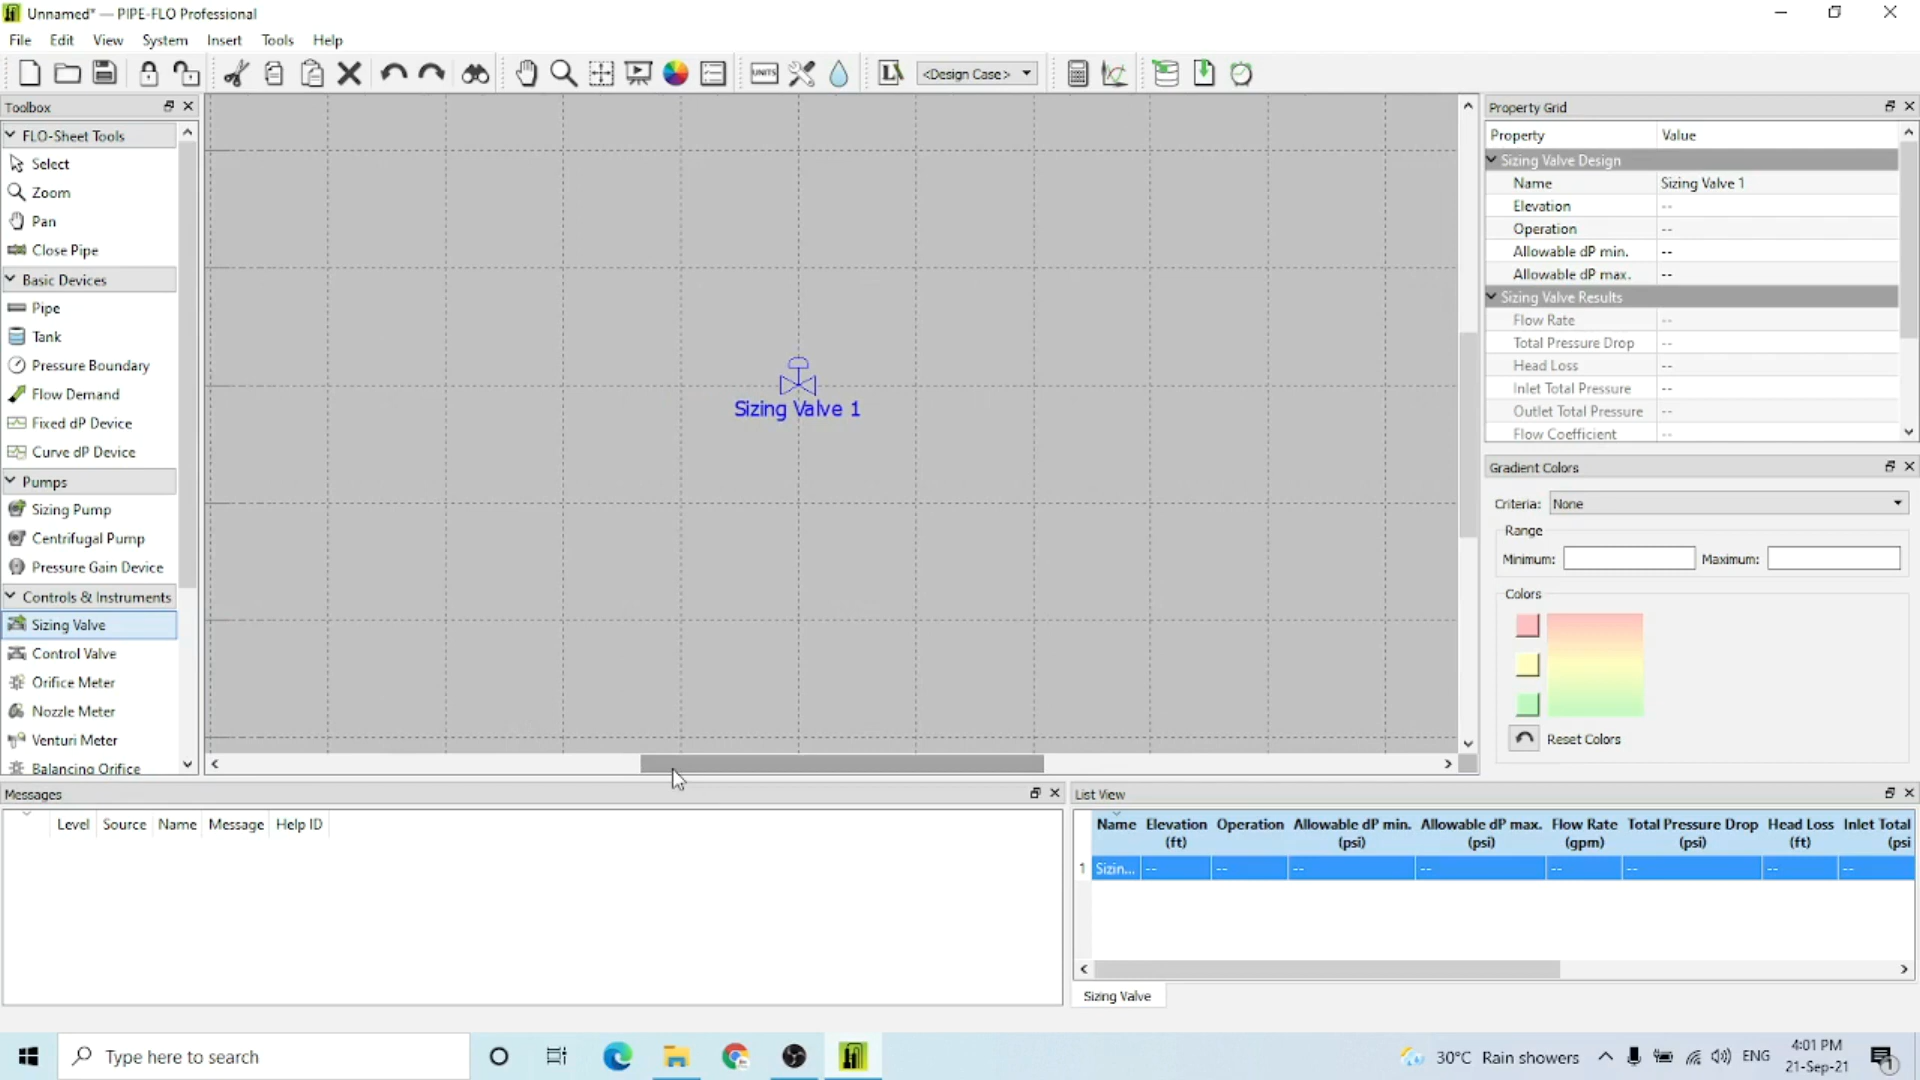 Unnamed* — PIPE-FLO Professional
File Edit View System Insert Tools Help
UNITS <Design Case>
Toolbox
FLO-Sheet Tools
Select
Zoom
Pan
Close Pipe
Basic Devices
Pipe
Tank
Pressure Boundary
Flow Demand
Fixed dP Device
Curve dP Device
Pumps
Sizing Pump
Centrifugal Pump
Pressure Gain Device
Controls & Instruments
Sizing Valve
Control Valve
Orifice Meter
Nozzle Meter
Venturi Meter
Balancing Orifice
Sizing Valve 1
Property Grid
Property Value
Sizing Valve Design
Name Sizing Valve 1
Elevation --
Operation --
Allowable dP min. --
Allowable dP max. --
Sizing Valve Results
Flow Rate --
Total Pressure Drop --
Head Loss --
Inlet Total Pressure --
Outlet Total Pressure --
Flow Coefficient --
Gradient Colors
Criteria: None
Range
Minimum: Maximum:
Colors
Reset Colors
Messages
Level Source Name Message Help ID
List View
Name Elevation Operation Allowable dP min. Allowable dP max. Flow Rate Total Pressure Drop Head Loss Inlet Total
(ft) (psi) (psi) (gpm) (psi) (ft) (psi
1 Sizin... -- -- -- -- -- -- -- --
Sizing Valve
Type here to search
30°C Rain showers ENG 4:01 PM
21-Sep-21
1